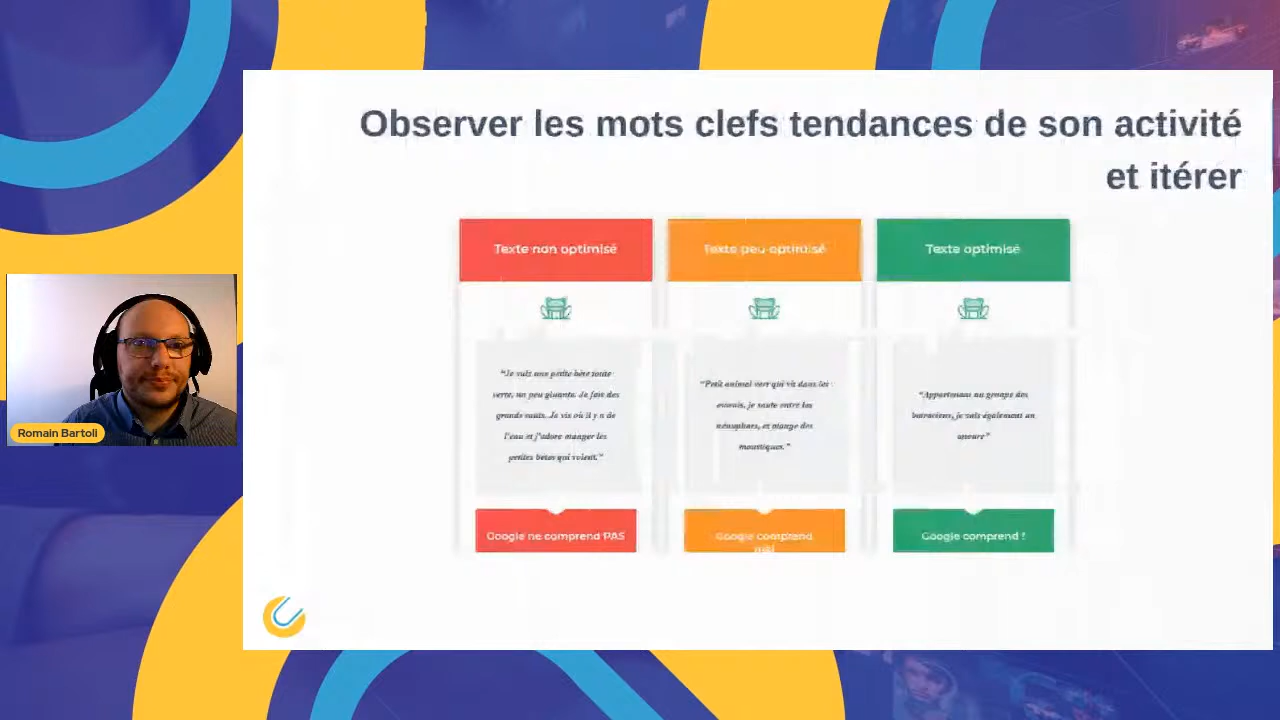 Observer les mots clefs tendances de son activité
et itérer
Texte non optimisé
Texte peu optimisé
Texte optimisé
"Je suis une petite bête toute
verte, un peu gluante. Je fait des
grands sauts. Je vis où il y a de
l'eau et j'adore manger les
petites bêtes qui volent."
"Petit animal vert qui vit dans les
marais, je saute entre les
nénuphars, et mange des
moustiques."
"Appartenant au groupe des
batraciens, je suis également un
anoure"
Google ne comprend PAS
Google comprend
mal
Google comprend !
Romain Bartoli